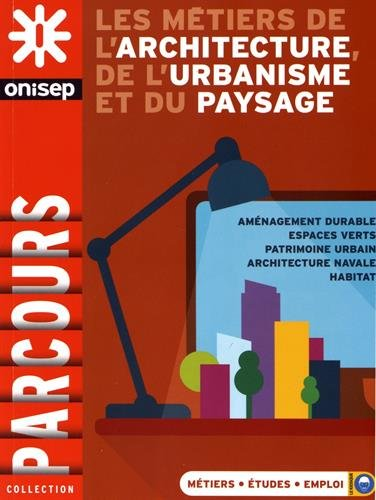 LES MÉTIERS DE
L'ARCHITECTURE,
DE L'URBANISME
ET DU PAYSAGE
onisep
AMÉNAGEMENT DURABLE
ESPACES VERTS
PATRIMOINE URBAIN
ARCHITECTURE NAVALE
HABITAT
PARCOURS
COLLECTION
MÉTIERS • ÉTUDES • EMPLOI